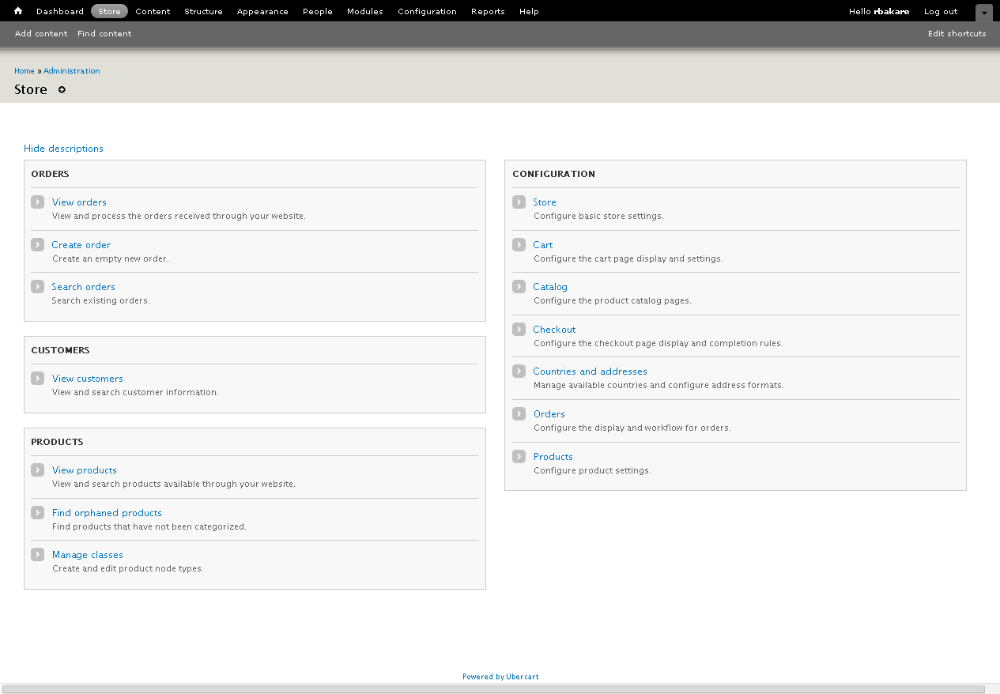 Dashboard Store Content Structure Appearance People Modules Configuration Reports Help Hello rbakare Log out
Add content Find content Edit shortcuts
Home » Administration
Store
Hide descriptions
ORDERS
View orders
View and process the orders received through your website.
Create order
Create an empty new order.
Search orders
Search existing orders.
CUSTOMERS
View customers
View and search customer information.
PRODUCTS
View products
View and search products available through your website.
Find orphaned products
Find products that have not been categorized.
Manage classes
Create and edit product node types.
CONFIGURATION
Store
Configure basic store settings.
Cart
Configure the cart page display and settings.
Catalog
Configure the product catalog pages.
Checkout
Configure the checkout page display and completion rules.
Countries and addresses
Manage available countries and configure address formats.
Orders
Configure the display and workflow for orders.
Products
Configure product settings.
Powered by Ubercart